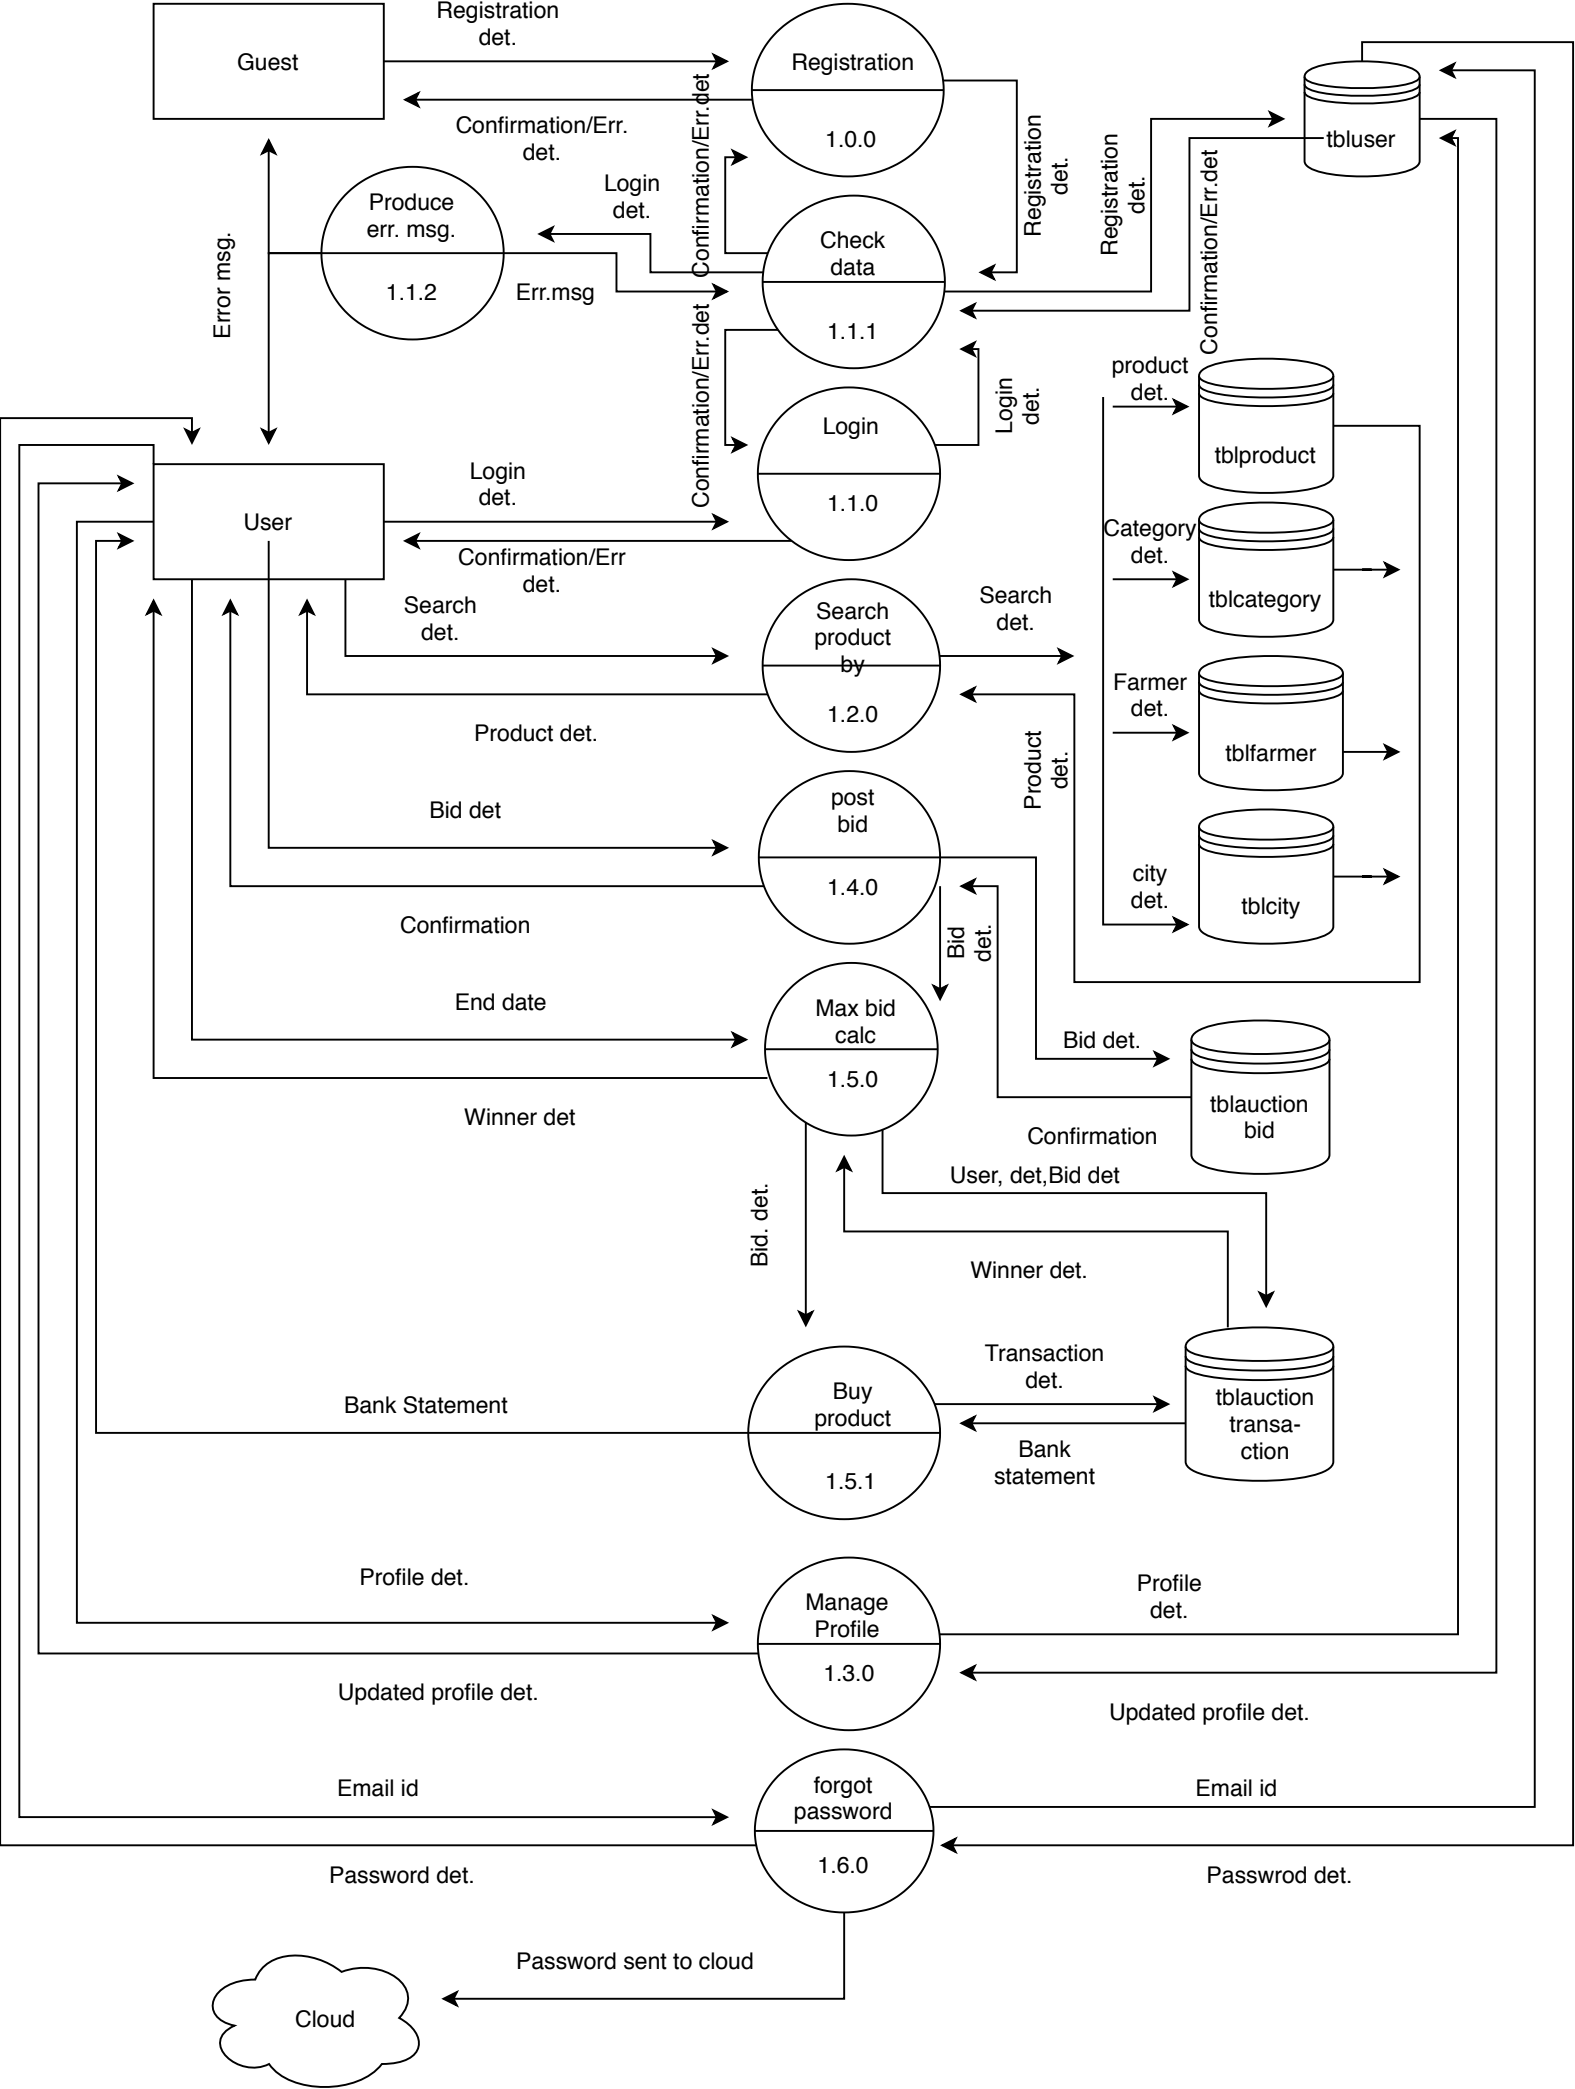 Registration
det.
Guest
Registration
1.0.0
Confirmation/Err.
det.
tbluser
Registration
det.
Registration
det.
Confirmation/Err.det
Confirmation/Err.det
Produce
err. msg.
1.1.2
Login
det.
Err.msg
Error msg.
Check
data
1.1.1
Confirmation/Err.det
Login
det.
Login
1.1.0
product
det.
tblproduct
User
Login
det.
Confirmation/Err
det.
Category
det.
tblcategory
Search
det.
Search
product
by
1.2.0
Search
det.
Product det.
Product
det.
Farmer
det.
tblfarmer
Bid det
post
bid
1.4.0
Confirmation
city
det.
tblcity
Bid
det.
End date
Max bid
calc
1.5.0
Winner det
Bid det.
tblauction
bid
Confirmation
User, det,Bid det
Bid. det.
Winner det.
Buy
product
1.5.1
Transaction
det.
Bank
statement
tblauction
transa-
ction
Bank Statement
Profile det.
Manage
Profile
1.3.0
Profile
det.
Updated profile det.
Updated profile det.
Email id
forgot
password
1.6.0
Email id
Password det.
Passwrod det.
Password sent to cloud
Cloud